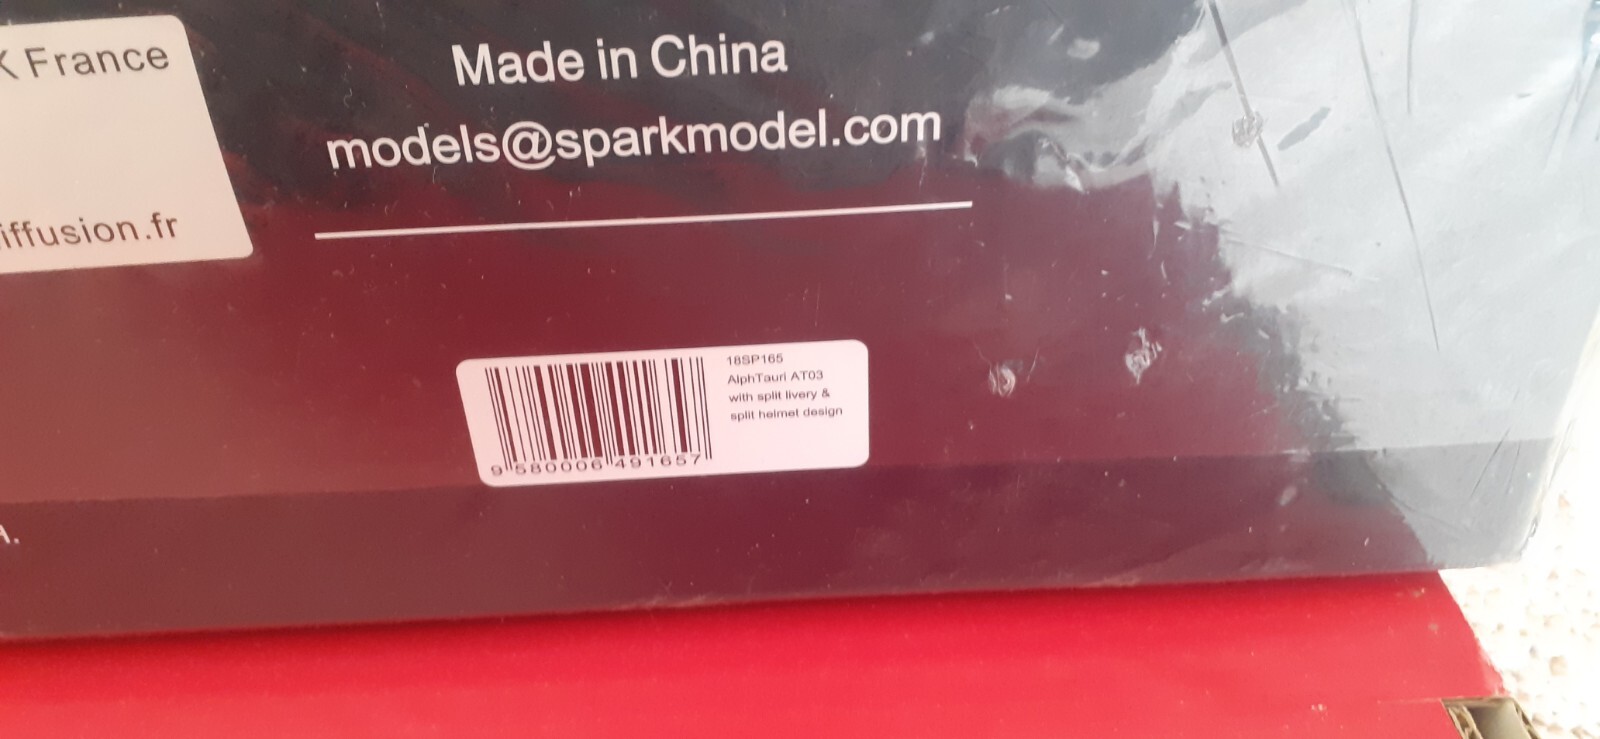 K France
iffusion.fr
Made in China
models@sparkmodel.com
18SP165
AlphTauri AT03
with split livery &
split helmet design
9 580006 491657
A.